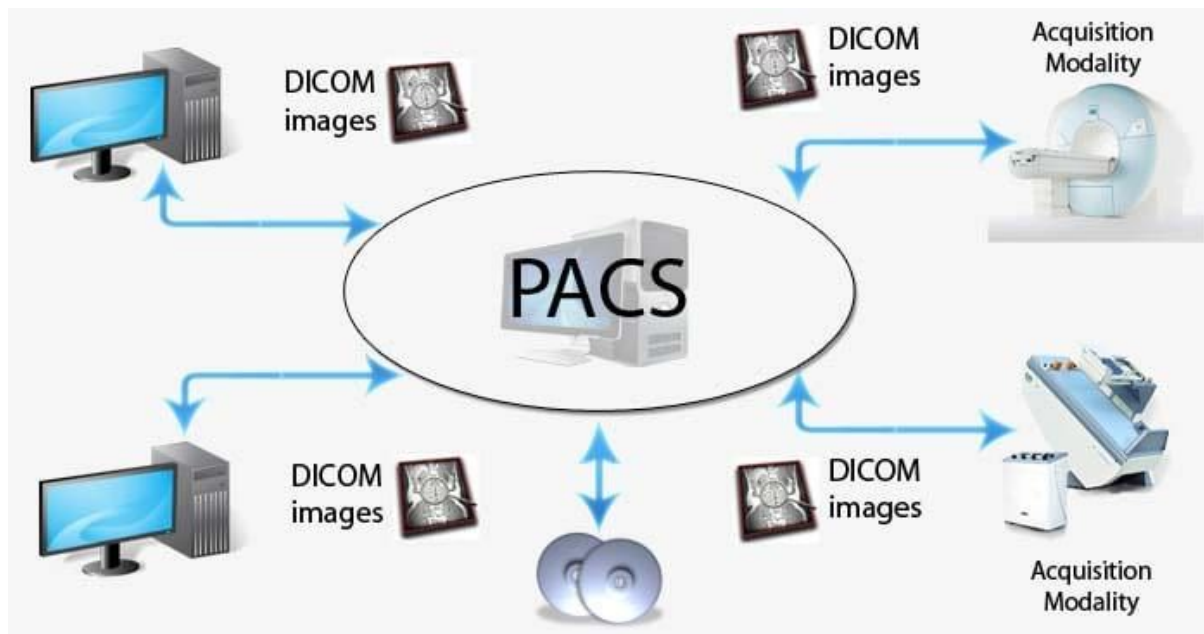 DICOM
images
DICOM
images
Acquisition
Modality
PACS
DICOM
images
DICOM
images
Acquisition
Modality